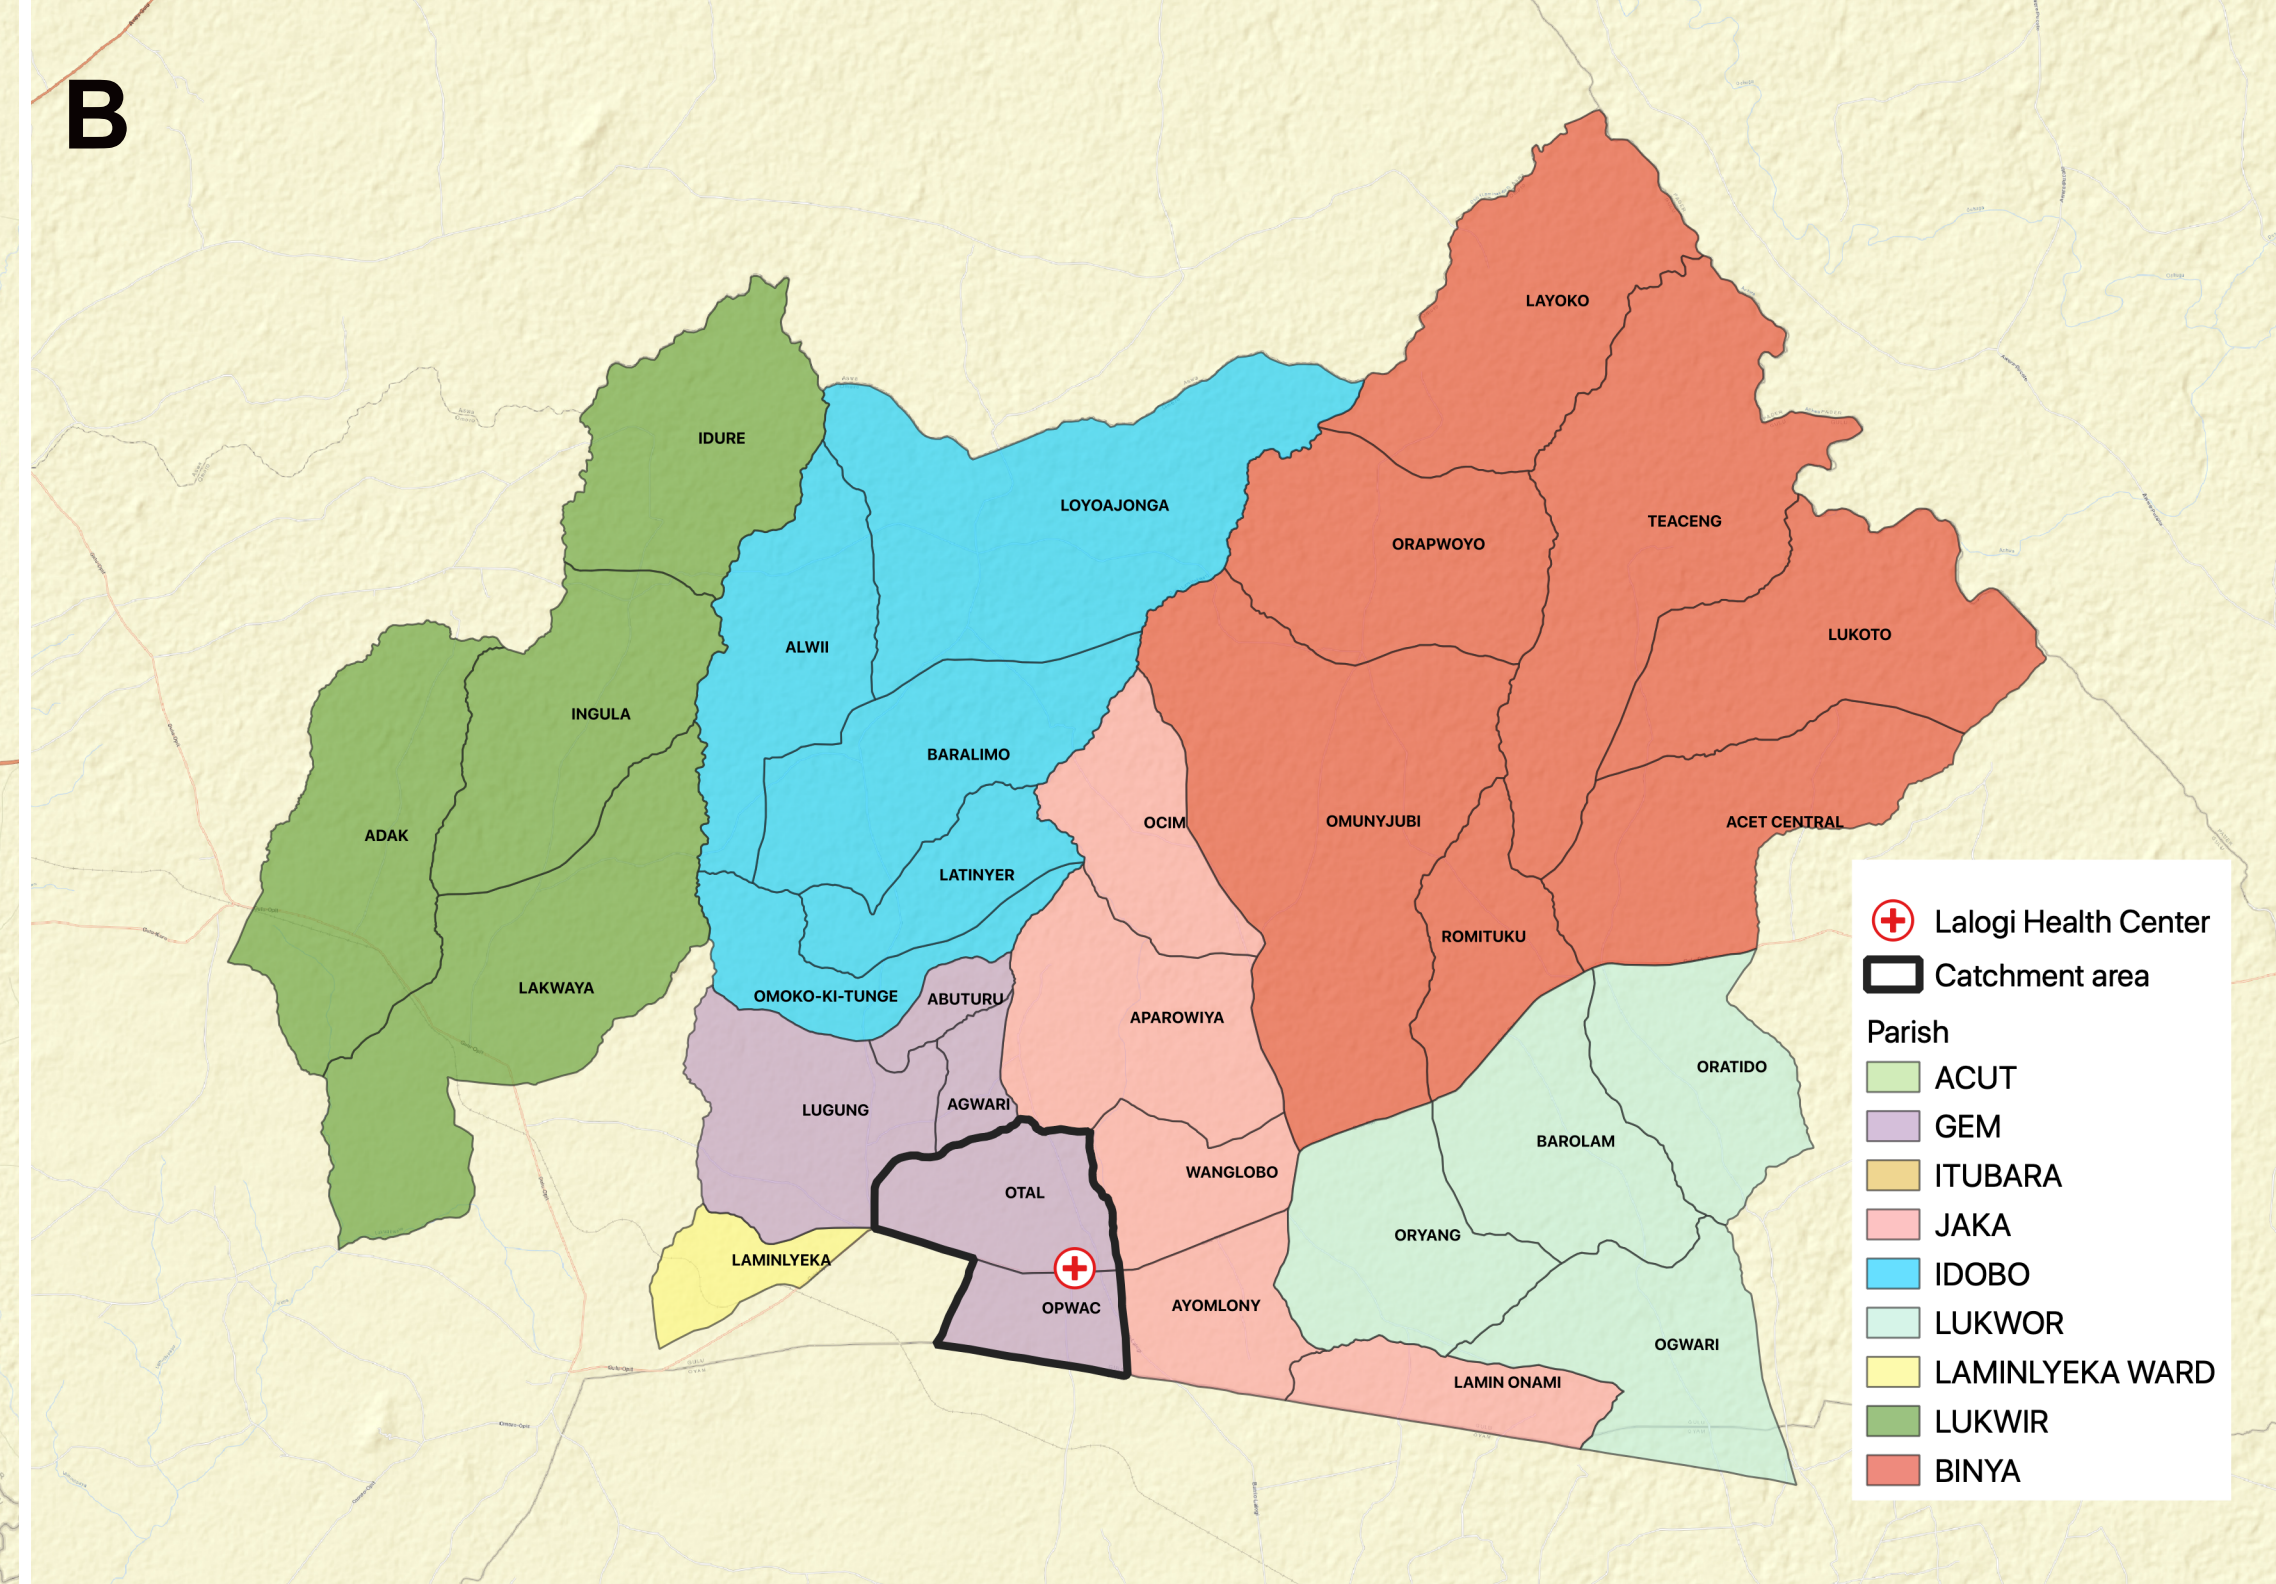 B
LAYOKO
IDURE
LOYOAJONGA
TEACENG
ORAPWOYO
LUKOTO
ALWII
INGULA
BARALIMO
ACET CENTRAL
OMUNYJUBI
OCIM
ADAK
LATINYER
ROMITUKU
LAKWAYA
OMOKO-KI-TUNGE
ABUTURU
APAROWIYA
ORATIDO
AGWARI
LUGUNG
BAROLAM
WANGLOBO
OTAL
ORYANG
LAMINLYEKA
AYOMLONY
OPWAC
OGWARI
LAMIN ONAMI
Lalogi Health Center
Catchment area
Parish
ACUT
GEM
ITUBARA
JAKA
IDOBO
LUKWOR
LAMINLYEKA WARD
LUKWIR
BINYA